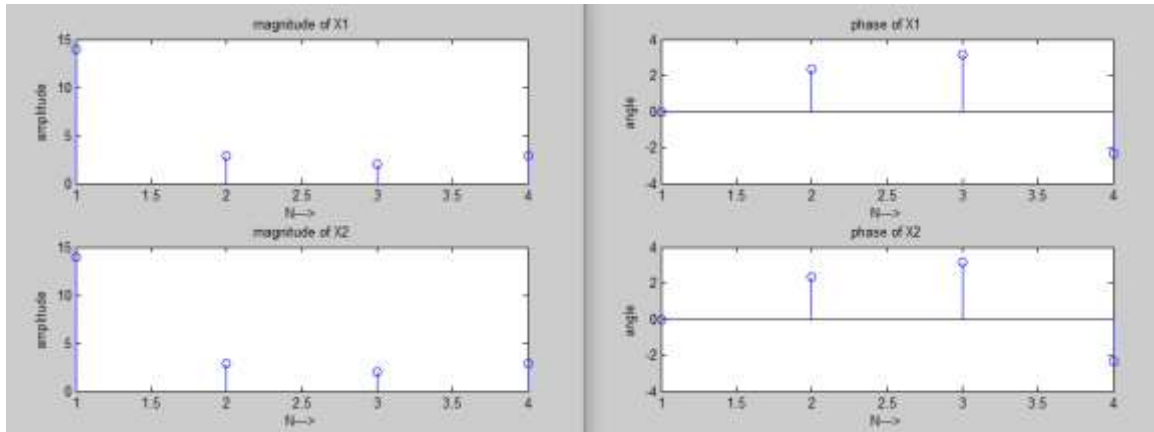 magnitude of X1
15
10
5
0
amplitude
1 1.5 2 2.5 3 3.5 4
N--->
magnitude of X2
15
10
5
0
amplitude
1 1.5 2 2.5 3 3.5 4
N--->
phase of X1
4
2
0
-2
-4
angle
1 1.5 2 2.5 3 3.5 4
N--->
phase of X2
4
2
0
-2
-4
angle
1 1.5 2 2.5 3 3.5 4
N--->